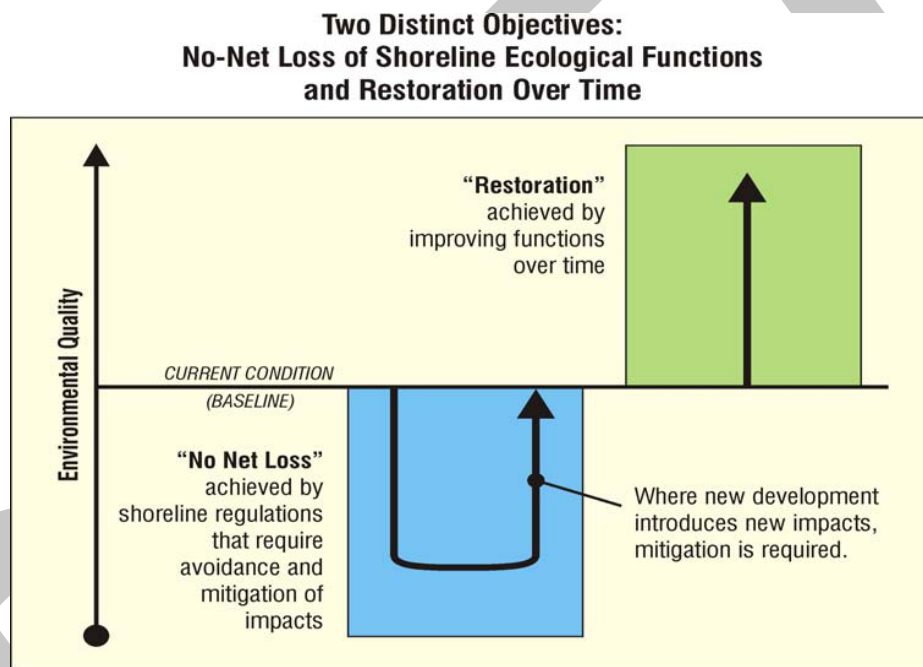 Two Distinct Objectives:
No-Net Loss of Shoreline Ecological Functions
and Restoration Over Time
“Restoration”
achieved by
improving functions
over time
Environmental Quality
CURRENT CONDITION
(BASELINE)
“No Net Loss”
achieved by
shoreline regulations
that require
avoidance and
mitigation of
impacts
Where new development
introduces new impacts,
mitigation is required.